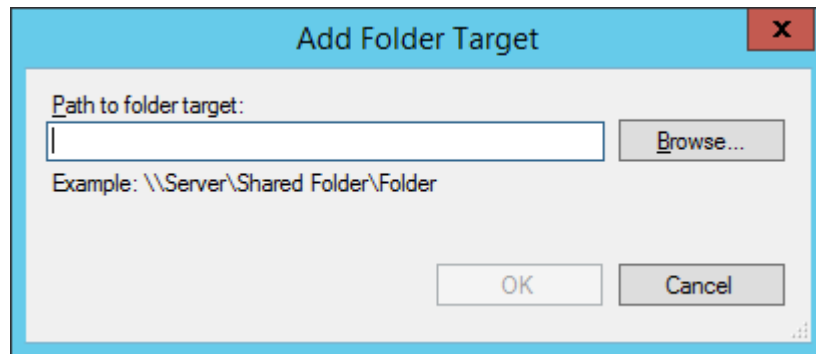 Add Folder Target
x
Path to folder target:
Browse...
Example: \\Server\Shared Folder\Folder
OK
Cancel